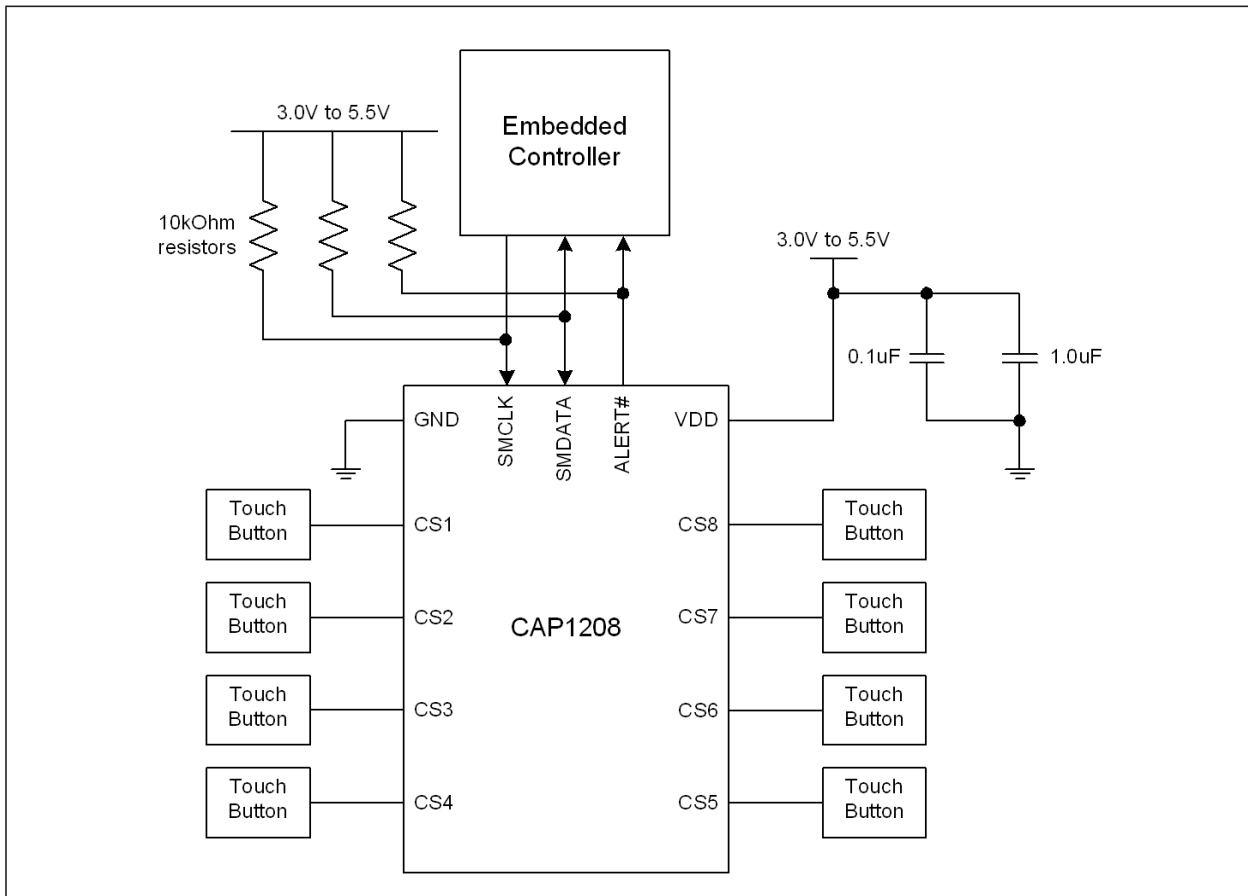 Embedded
Controller
3.0V to 5.5V
10kOhm
resistors
3.0V to 5.5V
0.1uF
1.0uF
GND
SMCLK
SMDATA
ALERT#
VDD
Touch
Button
CS1
CS8
Touch
Button
Touch
Button
CS2
CAP1208
CS7
Touch
Button
Touch
Button
CS3
CS6
Touch
Button
Touch
Button
CS4
CS5
Touch
Button